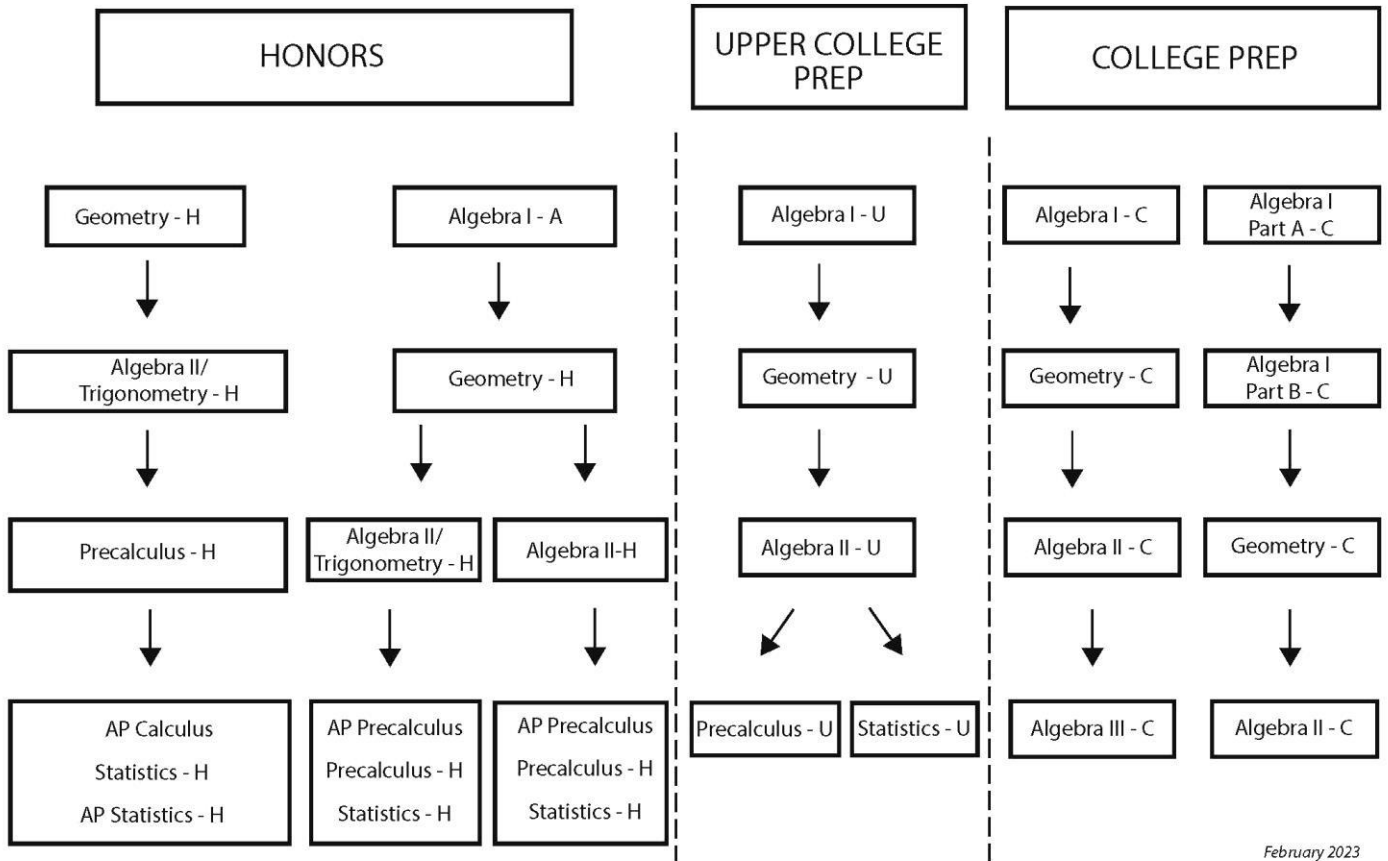 HONORS
UPPER COLLEGE
PREP
COLLEGE PREP
Geometry - H
Algebra I - A
Algebra I - U
Algebra I - C
Algebra I
Part A - C
Algebra II/
Trigonometry - H
Geometry - H
Geometry - U
Geometry - C
Algebra I
Part B - C
Precalculus - H
Algebra II/
Trigonometry - H
Algebra II-H
Algebra II - U
Algebra II - C
Geometry - C
AP Calculus
Statistics - H
AP Statistics - H
AP Precalculus
Precalculus - H
Statistics - H
AP Precalculus
Precalculus - H
Statistics - H
Precalculus - U
Statistics - U
Algebra III - C
Algebra II - C
February 2023